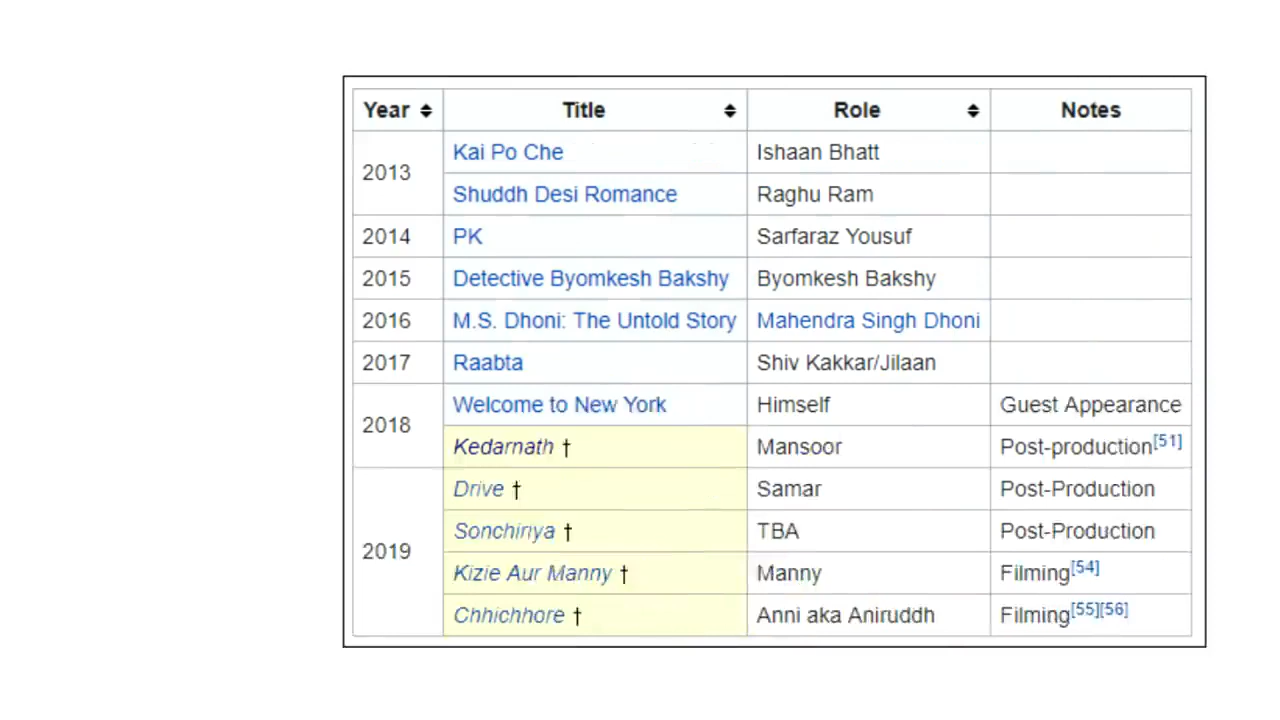 Year Title Role Notes
2013 Kai Po Che Ishaan Bhatt
Shuddh Desi Romance Raghu Ram
2014 PK Sarfaraz Yousuf
2015 Detective Byomkesh Bakshy Byomkesh Bakshy
2016 M.S. Dhoni: The Untold Story Mahendra Singh Dhoni
2017 Raabta Shiv Kakkar/Jilaan
2018 Welcome to New York Himself Guest Appearance
Kedarnath † Mansoor Post-production[51]
2019 Drive † Samar Post-Production
Sonchiriya † TBA Post-Production
Kizie Aur Manny † Manny Filming[54]
Chhichhore † Anni aka Aniruddh Filming[55][56]